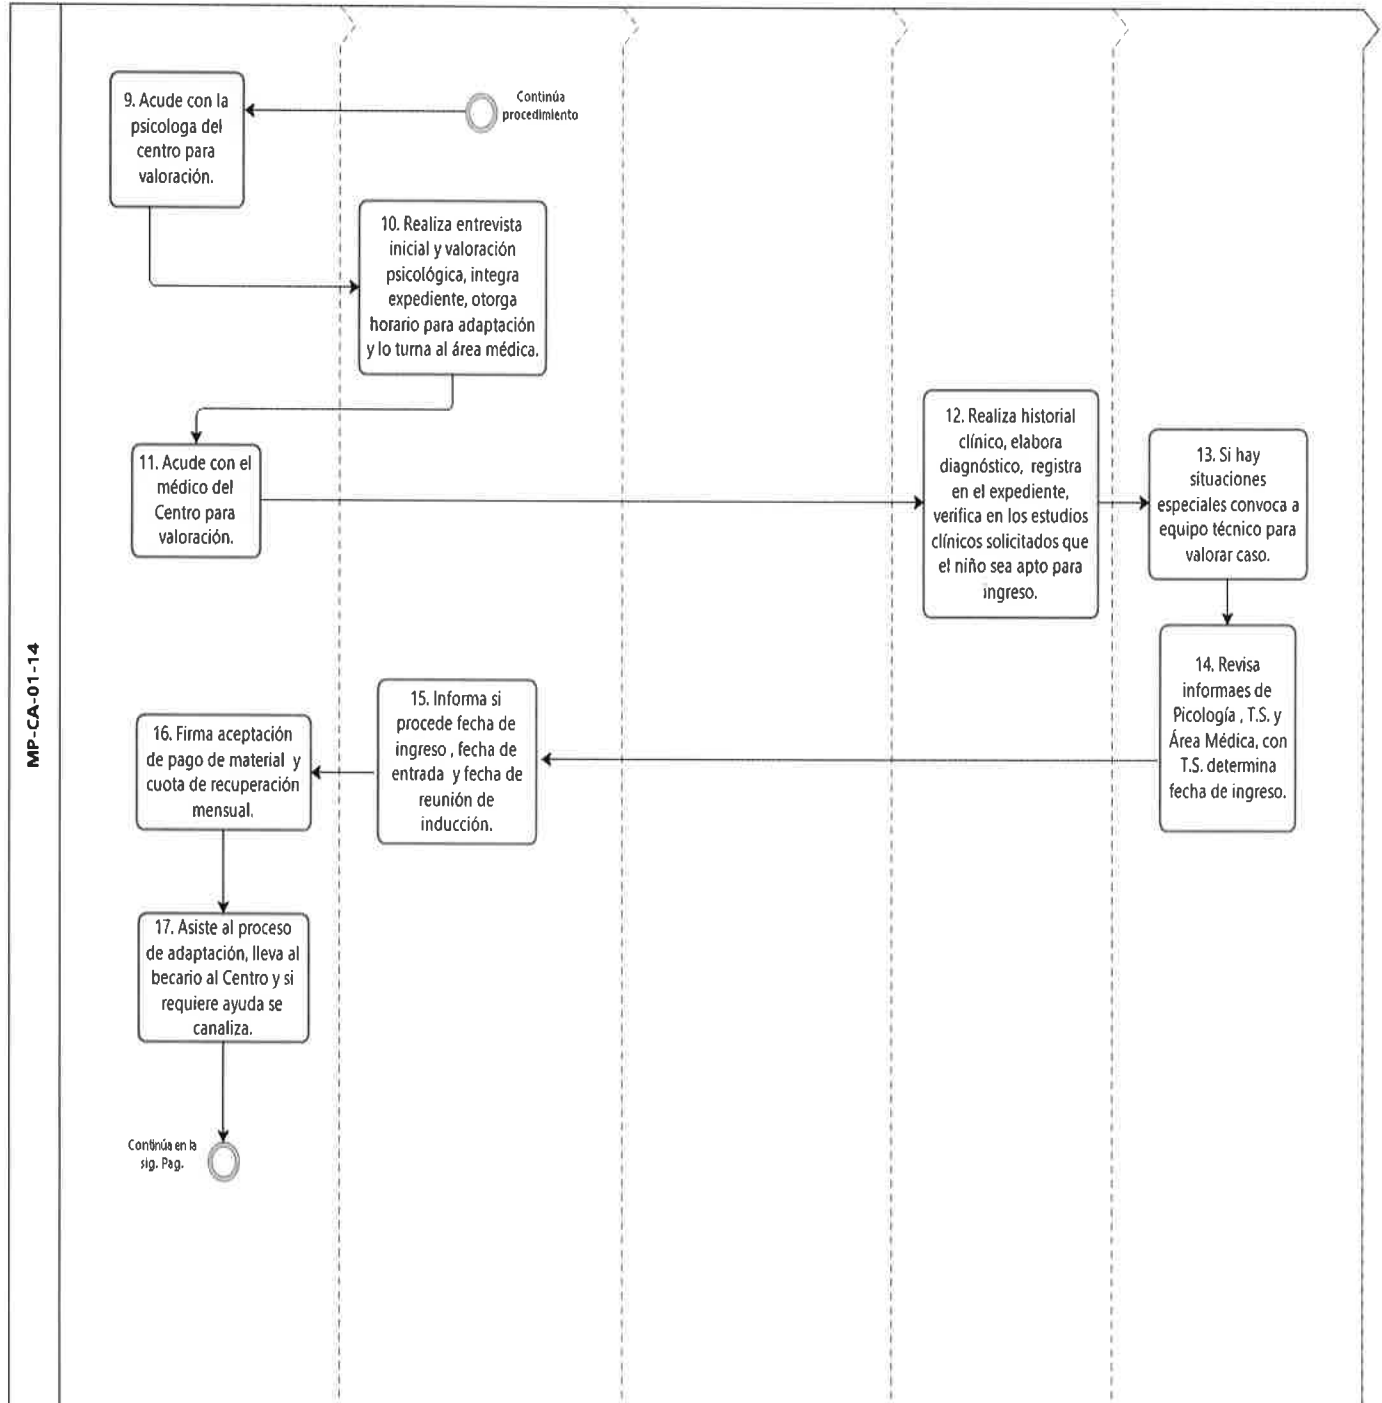 MP-CA-01-14
Continúa
procedimiento
9. Acude con la
psicologa del
centro para
valoración.
10. Realiza entrevista
inicial y valoración
psicológica, integra
expediente, otorga
horario para adaptación
y lo turna al área médica.
11. Acude con el
médico del
Centro para
valoración.
12. Realiza historial
clínico, elabora
diagnóstico, registra
en el expediente,
verifica en los estudios
clínicos solicitados que
el niño sea apto para
ingreso.
13. Si hay
situaciones
especiales convoca a
equipo técnico para
valorar caso.
14. Revisa
informaes de
Picología , T.S. y
Área Médica, con
T.S. determina
fecha de ingreso.
15. Informa si
procede fecha de
ingreso , fecha de
entrada y fecha de
reunión de
inducción.
16. Firma aceptación
de pago de material y
cuota de recuperación
mensual.
17. Asiste al proceso
de adaptación, lleva al
becario al Centro y si
requiere ayuda se
canaliza.
Continúa en la
sig. Pag.